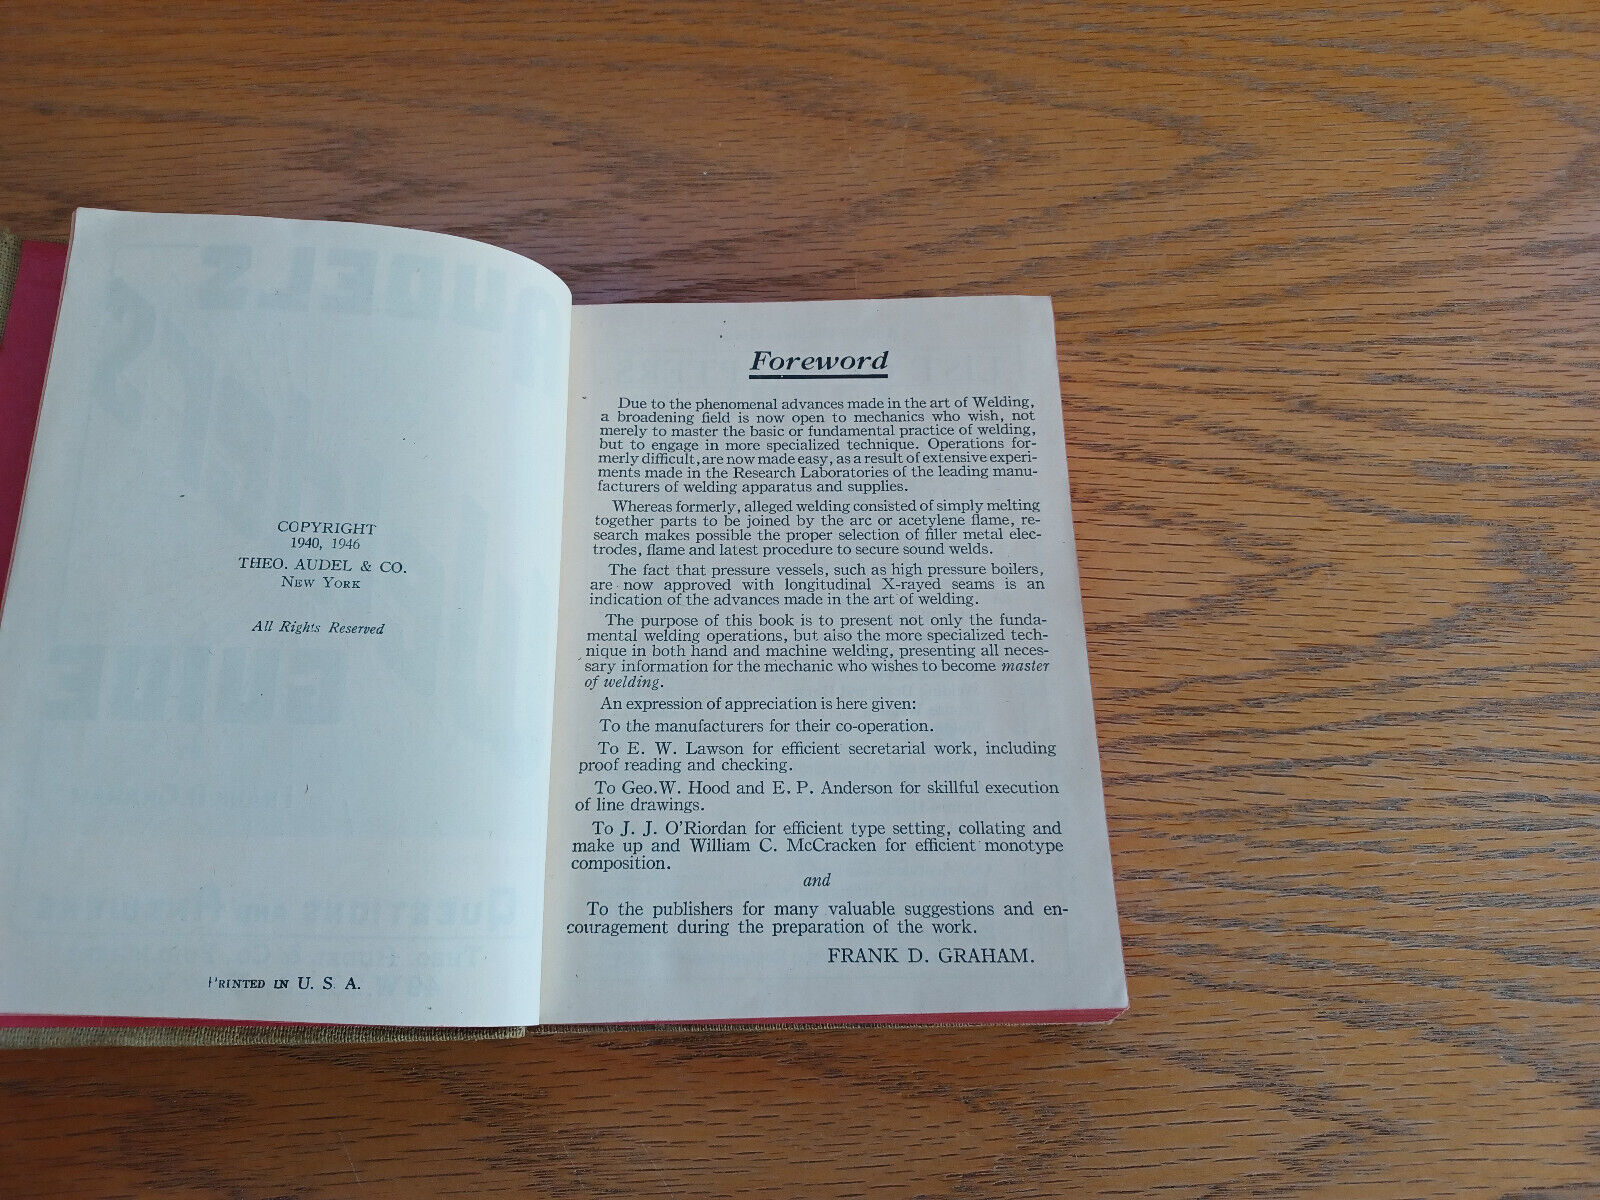 COPYRIGHT
1940, 1946
THEO. AUDEL & CO.
NEW YORK
All Rights Reserved
PRINTED IN U. S. A.
Foreword
Due to the phenomenal advances made in the art of Welding,
a broadening field is now open to mechanics who wish, not
merely to master the basic or fundamental practice of welding,
but to engage in more specialized technique. Operations for-
merly difficult, are now made easy, as a result of extensive experi-
ments made in the Research Laboratories of the leading manu-
facturers of welding apparatus and supplies.
Whereas formerly, alleged welding consisted of simply melting
together parts to be joined by the arc or acetylene flame, re-
search makes possible the proper selection of filler metal elec-
trodes, flame and latest procedure to secure sound welds.
The fact that pressure vessels, such as high pressure boilers,
are now approved with longitudinal X-rayed seams is an
indication of the advances made in the art of welding.
The purpose of this book is to present not only the funda-
mental welding operations, but also the more specialized tech-
nique in both hand and machine welding, presenting all neces-
sary information for the mechanic who wishes to become master
of welding.
An expression of appreciation is here given:
To the manufacturers for their co-operation.
To E. W. Lawson for efficient secretarial work, including
proof reading and checking.
To Geo.W. Hood and E. P. Anderson for skillful execution
of line drawings.
To J. J. O'Riordan for efficient type setting, collating and
make up and William C. McCracken for efficient monotype
composition.
and
To the publishers for many valuable suggestions and en-
couragement during the preparation of the work.
FRANK D. GRAHAM.